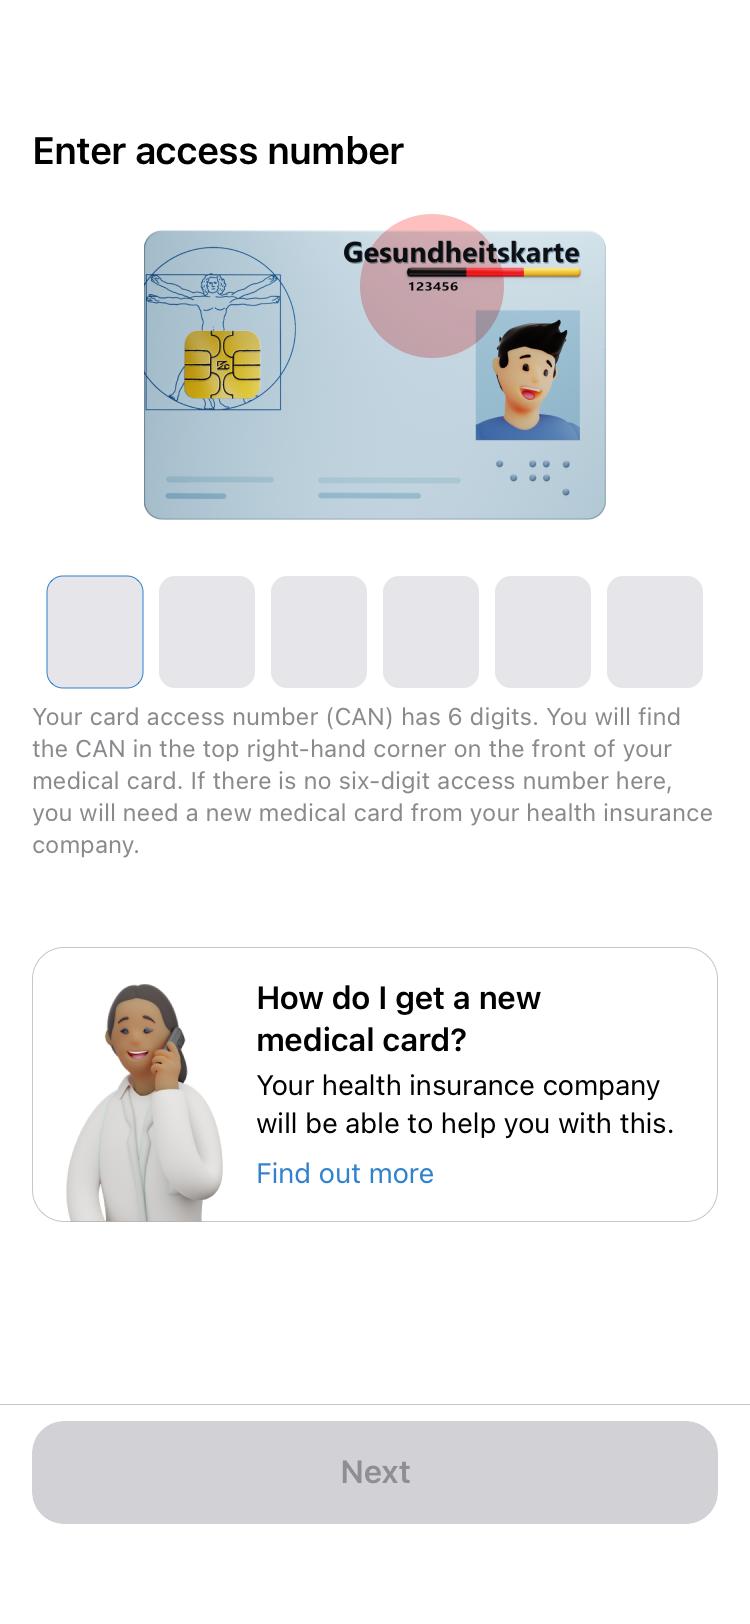 Enter access number
Gesundheitskarte
123456
Your card access number (CAN) has 6 digits. You will find
the CAN in the top right-hand corner on the front of your
medical card. If there is no six-digit access number here,
you will need a new medical card from your health insurance
company.
How do I get a new
medical card?
Your health insurance company
will be able to help you with this.
Find out more
Next